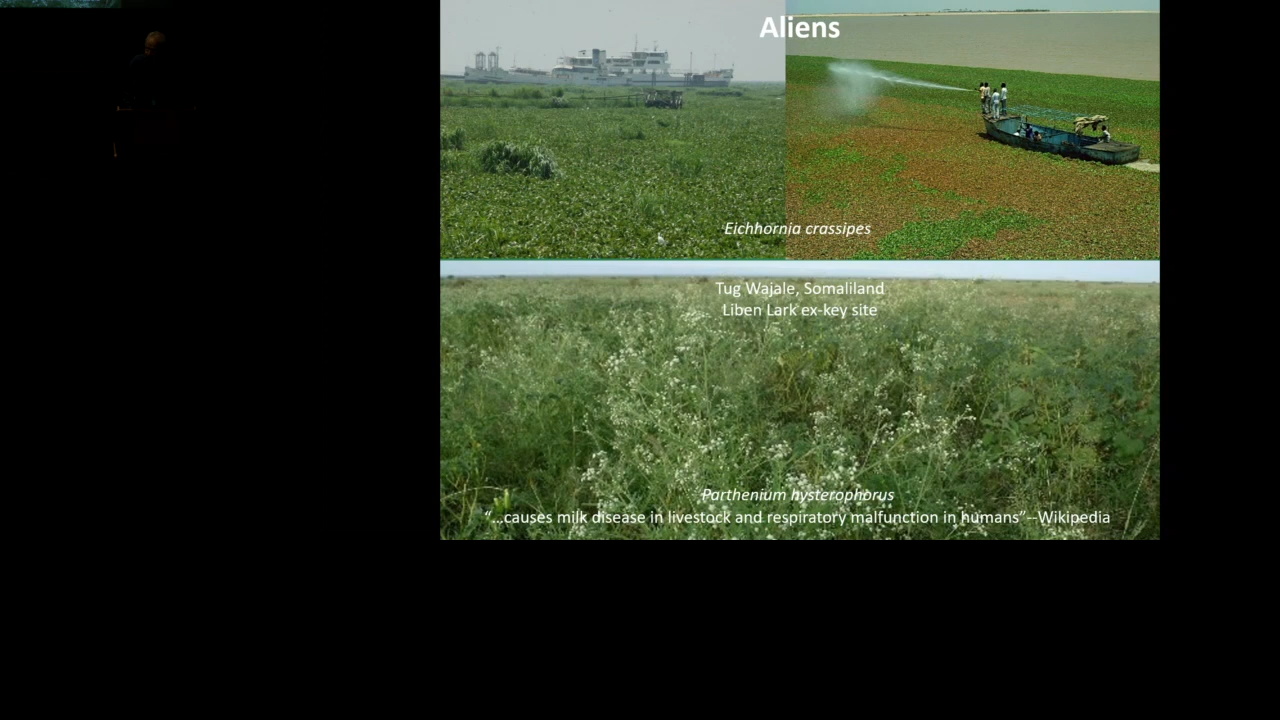 Aliens
Eichhornia crassipes
Tug Wajale, Somaliland
Liben Lark ex-key site
Parthenium hysterophorus
“…causes milk disease in livestock and respiratory malfunction in humans”--Wikipedia